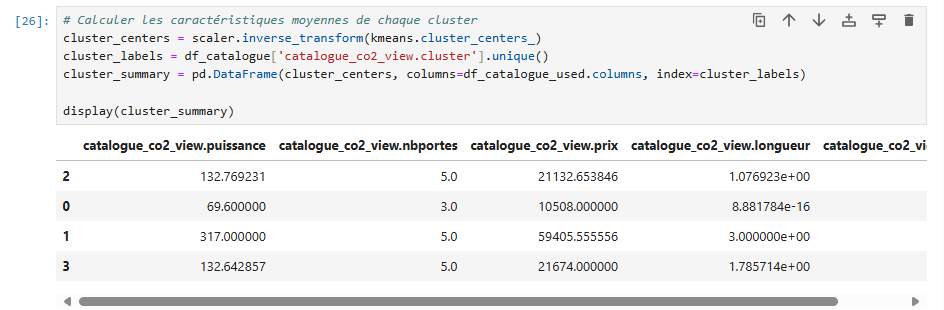 [26]: # Calculer les caractéristiques moyennes de chaque cluster
cluster_centers = scaler.inverse_transform(kmeans.cluster_centers_)
cluster_labels = df_catalogue['catalogue_co2_view.cluster'].unique()
cluster_summary = pd.DataFrame(cluster_centers, columns=df_catalogue_used.columns, index=cluster_labels)
display(cluster_summary)
catalogue_co2_view.puissance catalogue_co2_view.nbportes catalogue_co2_view.prix catalogue_co2_view.longueur catalogue_co2_vi
2 132.769231 5.0 21132.653846 1.076923e+00
0 69.600000 3.0 10508.000000 8.881784e-16
1 317.000000 5.0 59405.555556 3.000000e+00
3 132.642857 5.0 21674.000000 1.785714e+00